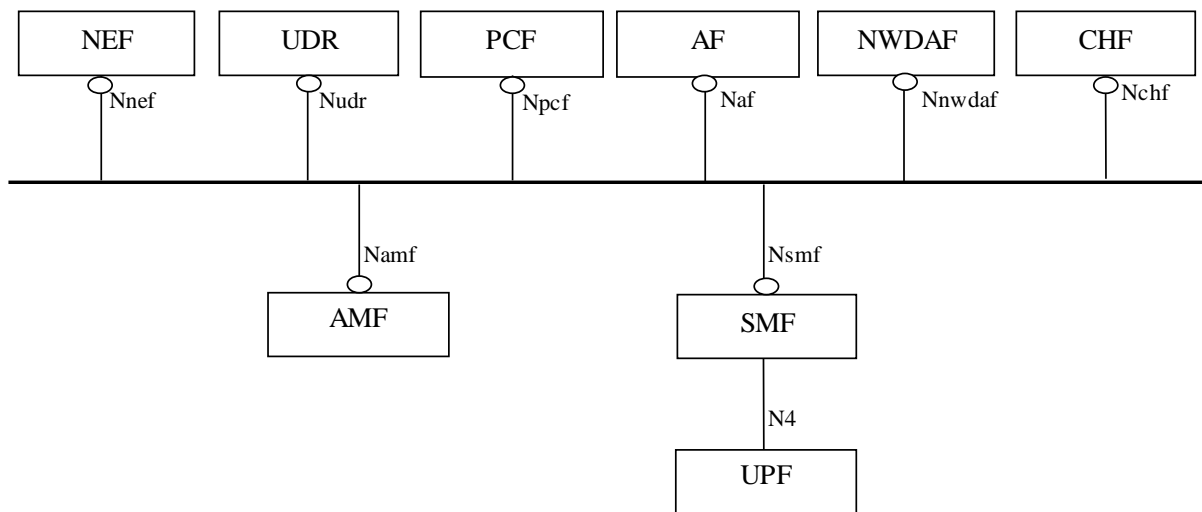 NEF UDR PCF AF NWDAF CHF
Nnef Nudr Npcf Naf Nnwdaf Nchf
Namf Nsmf
AMF SMF
N4
UPF